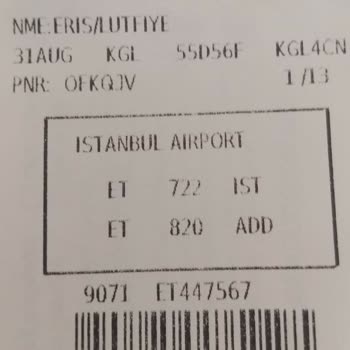 NME:ERIS/LUTFIYE
31AUG KGL 55D56F KGL4CN
PNR: OFKQJV 1/13
ISTANBUL AIRPORT
ET 722 IST
ET 820 ADD
9071 ET447567